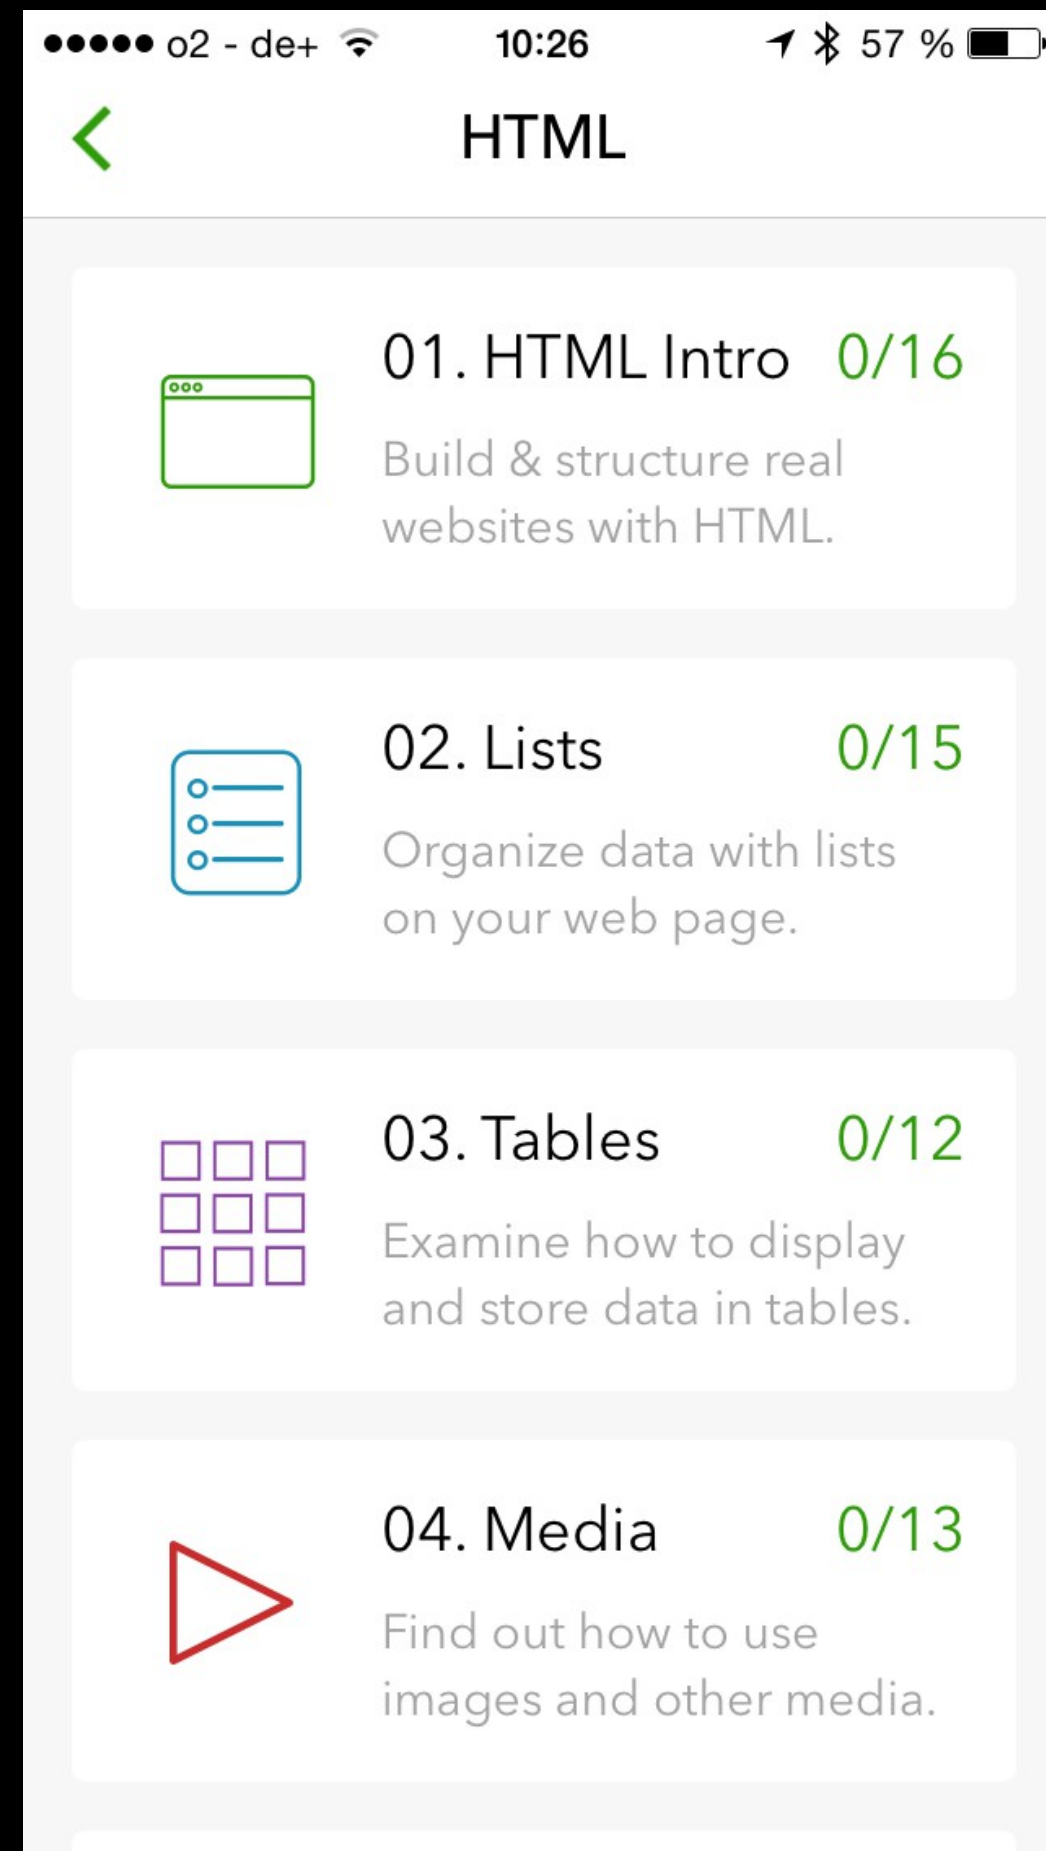 o2 - de+ 10:26 57 %
HTML
01. HTML Intro 0/16
Build & structure real
websites with HTML.
02. Lists 0/15
Organize data with lists
on your web page.
03. Tables 0/12
Examine how to display
and store data in tables.
04. Media 0/13
Find out how to use
images and other media.